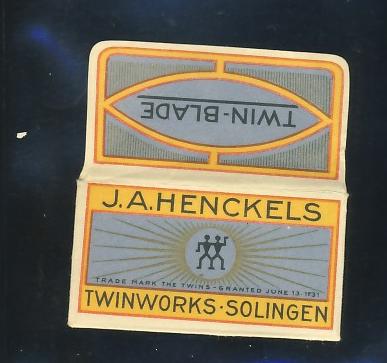 TWIN-BLADE
J.A.HENCKELS
TRADE MARK THE TWINS-GRANTED JUNE 13. 1731
TWINWORKS·SOLINGEN